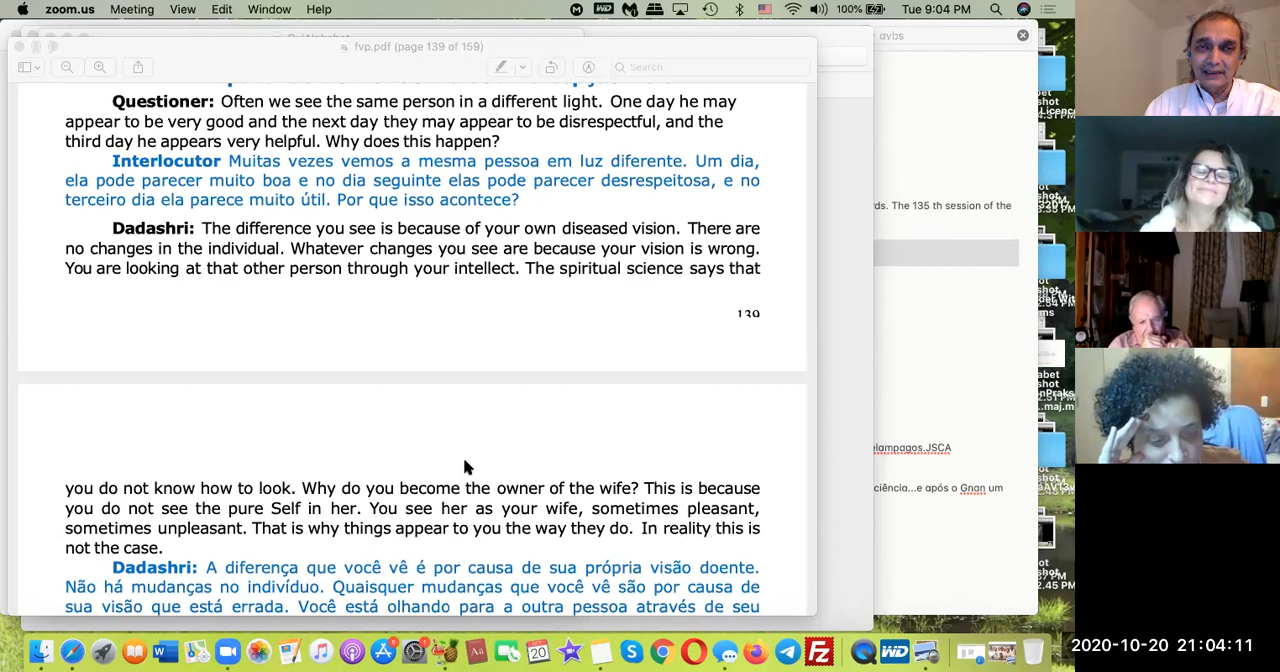 zoom.us Meeting View Edit Window Help
100% Tue 9:04 PM
fvp.pdf (page 139 of 159)
avbs
Search
Questioner: Often we see the same person in a different light. One day he may
appear to be very good and the next day they may appear to be disrespectful, and the
third day he appears very helpful. Why does this happen?
Interlocutor Muitas vezes vemos a mesma pessoa em luz diferente. Um dia,
ela pode parecer muito boa e no dia seguinte elas pode parecer desrespeitosa, e no
terceiro dia ela parece muito útil. Por que isso acontece?
Dadashri: The difference you see is because of your own diseased vision. There are
no changes in the individual. Whatever changes you see are because your vision is wrong.
You are looking at that other person through your intellect. The spiritual science says that
139
you do not know how to look. Why do you become the owner of the wife? This is because
you do not see the pure Self in her. You see her as your wife, sometimes pleasant,
sometimes unpleasant. That is why things appear to you the way they do. In reality this is
not the case.
Dadashri: A diferença que você vê é por causa de sua própria visão doente.
Não há mudanças no indivíduo. Quaisquer mudanças que você vê são por causa de
sua visão que está errada. Você está olhando para a outra pessoa através de seu
rds. The 135 th session of the
elampagos.JSCA
ciência...e após o Gnan um
2020-10-20 21:04:11